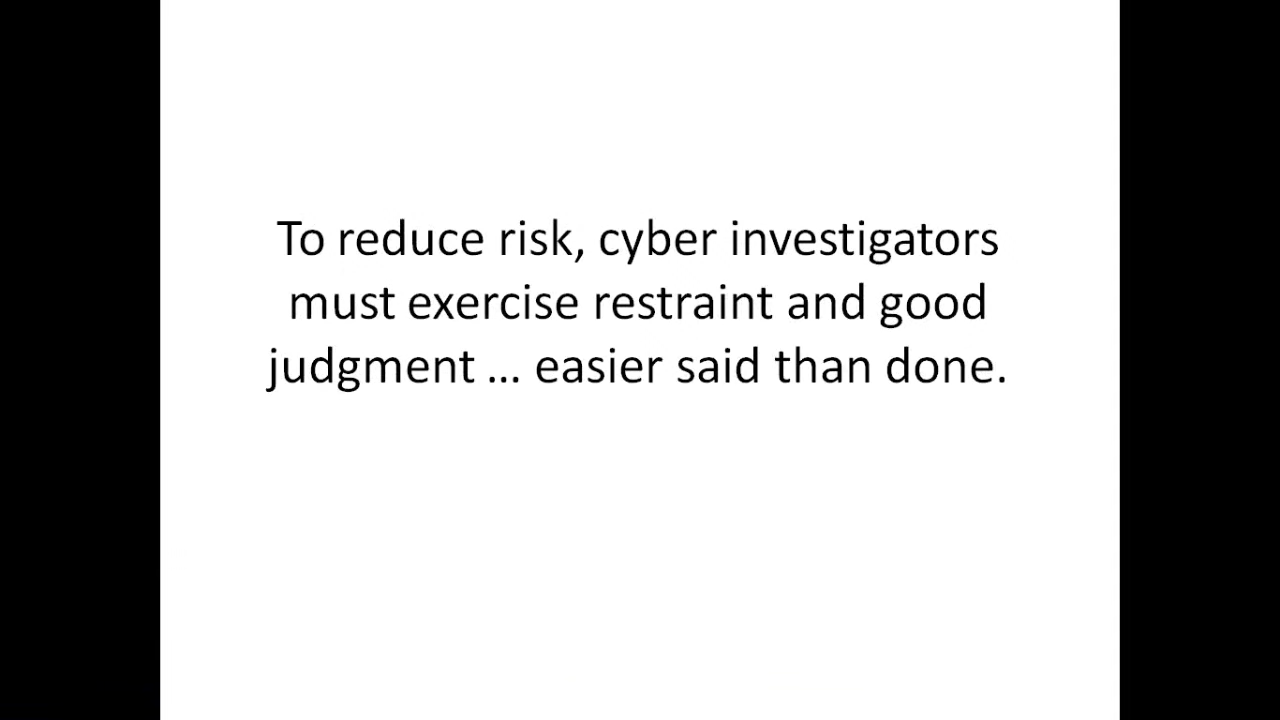 To reduce risk, cyber investigators
must exercise restraint and good
judgment ... easier said than done.